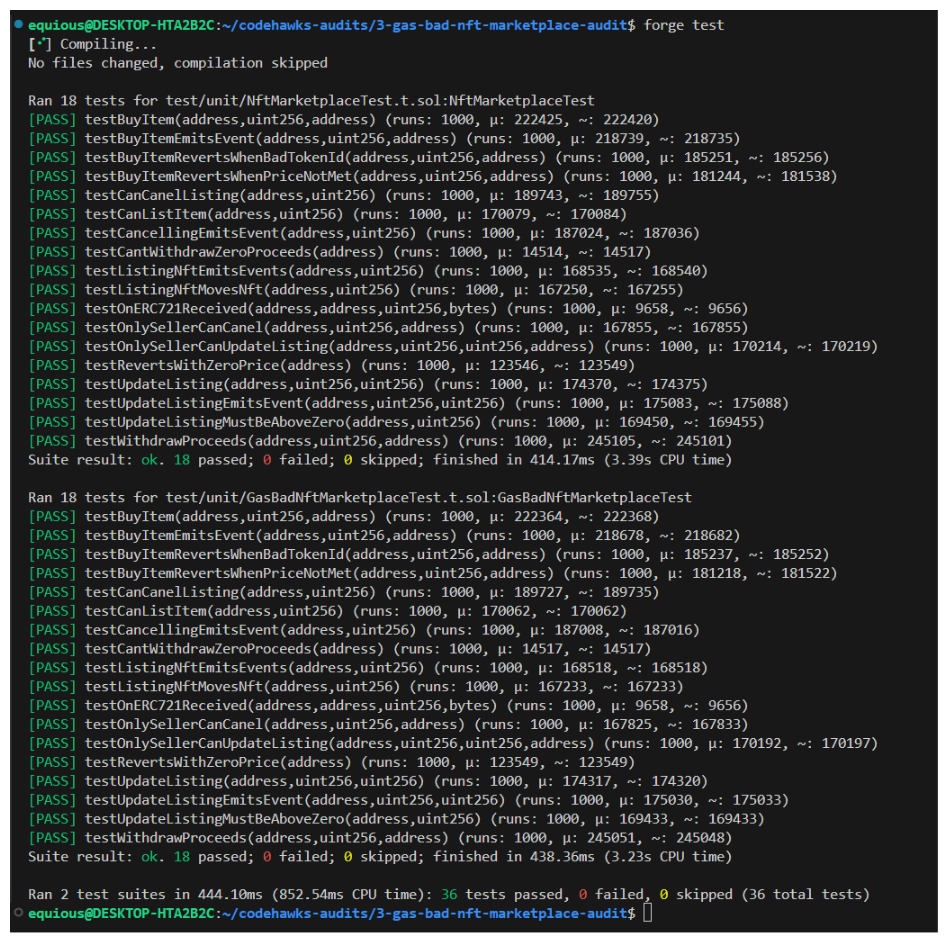 equious@DESKTOP-HTA2B2C:~/codehawks-audits/3-gas-bad-nft-marketplace-audit$ forge test
[⠊] Compiling...
No files changed, compilation skipped
Ran 18 tests for test/unit/NftMarketplaceTest.t.sol:NftMarketplaceTest
[PASS] testBuyItem(address,uint256,address) (runs: 1000, μ: 222425, ~: 222420)
[PASS] testBuyItemEmitsEvent(address,uint256,address) (runs: 1000, μ: 218739, ~: 218735)
[PASS] testBuyItemRevertsWhenBadTokenId(address,uint256,address) (runs: 1000, μ: 185251, ~: 185256)
[PASS] testBuyItemRevertsWhenPriceNotMet(address,uint256,address) (runs: 1000, μ: 181244, ~: 181538)
[PASS] testCanCanelListing(address,uint256) (runs: 1000, μ: 189743, ~: 189755)
[PASS] testCanListItem(address,uint256) (runs: 1000, μ: 170079, ~: 170084)
[PASS] testCancellingEmitsEvent(address,uint256) (runs: 1000, μ: 187024, ~: 187036)
[PASS] testCantWithdrawZeroProceeds(address) (runs: 1000, μ: 14514, ~: 14517)
[PASS] testListingNftEmitsEvents(address,uint256) (runs: 1000, μ: 168535, ~: 168540)
[PASS] testListingNftMovesNft(address,uint256) (runs: 1000, μ: 167250, ~: 167255)
[PASS] testOnERC721Received(address,address,uint256,bytes) (runs: 1000, μ: 9658, ~: 9656)
[PASS] testOnlySellerCanCanel(address,uint256,address) (runs: 1000, μ: 167855, ~: 167855)
[PASS] testOnlySellerCanUpdateListing(address,uint256,uint256,address) (runs: 1000, μ: 170214, ~: 170219)
[PASS] testRevertsWithZeroPrice(address) (runs: 1000, μ: 123546, ~: 123549)
[PASS] testUpdateListing(address,uint256,uint256) (runs: 1000, μ: 174370, ~: 174375)
[PASS] testUpdateListingEmitsEvent(address,uint256,uint256) (runs: 1000, μ: 175083, ~: 175088)
[PASS] testUpdateListingMustBeAboveZero(address,uint256) (runs: 1000, μ: 169450, ~: 169455)
[PASS] testWithdrawProceeds(address,uint256,address) (runs: 1000, μ: 245105, ~: 245101)
Suite result: ok. 18 passed; 0 failed; 0 skipped; finished in 414.17ms (3.39s CPU time)
Ran 18 tests for test/unit/GasBadNftMarketplaceTest.t.sol:GasBadNftMarketplaceTest
[PASS] testBuyItem(address,uint256,address) (runs: 1000, μ: 222364, ~: 222368)
[PASS] testBuyItemEmitsEvent(address,uint256,address) (runs: 1000, μ: 218678, ~: 218682)
[PASS] testBuyItemRevertsWhenBadTokenId(address,uint256,address) (runs: 1000, μ: 185237, ~: 185252)
[PASS] testBuyItemRevertsWhenPriceNotMet(address,uint256,address) (runs: 1000, μ: 181218, ~: 181522)
[PASS] testCanCanelListing(address,uint256) (runs: 1000, μ: 189727, ~: 189735)
[PASS] testCanListItem(address,uint256) (runs: 1000, μ: 170062, ~: 170062)
[PASS] testCancellingEmitsEvent(address,uint256) (runs: 1000, μ: 187008, ~: 187016)
[PASS] testCantWithdrawZeroProceeds(address) (runs: 1000, μ: 14517, ~: 14517)
[PASS] testListingNftEmitsEvents(address,uint256) (runs: 1000, μ: 168518, ~: 168518)
[PASS] testListingNftMovesNft(address,uint256) (runs: 1000, μ: 167233, ~: 167233)
[PASS] testOnERC721Received(address,address,uint256,bytes) (runs: 1000, μ: 9658, ~: 9656)
[PASS] testOnlySellerCanCanel(address,uint256,address) (runs: 1000, μ: 167825, ~: 167833)
[PASS] testOnlySellerCanUpdateListing(address,uint256,uint256,address) (runs: 1000, μ: 170192, ~: 170197)
[PASS] testRevertsWithZeroPrice(address) (runs: 1000, μ: 123549, ~: 123549)
[PASS] testUpdateListing(address,uint256,uint256) (runs: 1000, μ: 174317, ~: 174320)
[PASS] testUpdateListingEmitsEvent(address,uint256,uint256) (runs: 1000, μ: 175030, ~: 175033)
[PASS] testUpdateListingMustBeAboveZero(address,uint256) (runs: 1000, μ: 169433, ~: 169433)
[PASS] testWithdrawProceeds(address,uint256,address) (runs: 1000, μ: 245051, ~: 245048)
Suite result: ok. 18 passed; 0 failed; 0 skipped; finished in 438.36ms (3.23s CPU time)
Ran 2 test suites in 444.10ms (852.54ms CPU time): 36 tests passed, 0 failed, 0 skipped (36 total tests)
equious@DESKTOP-HTA2B2C:~/codehawks-audits/3-gas-bad-nft-marketplace-audit$